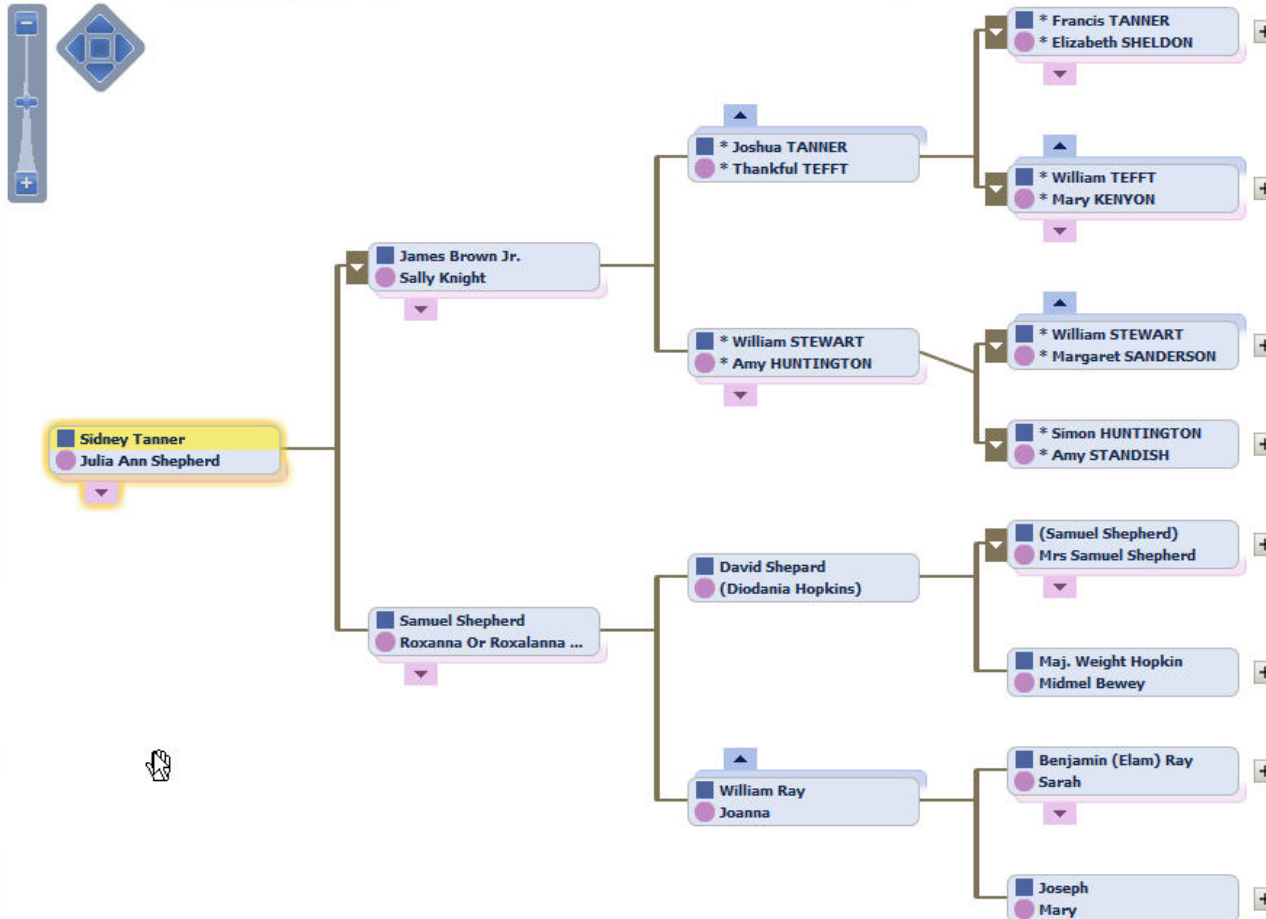 * Francis TANNER
* Elizabeth SHELDON
* Joshua TANNER
* Thankful TEFFT
* William TEFFT
* Mary KENYON
James Brown Jr.
Sally Knight
* William STEWART
* Margaret SANDERSON
* William STEWART
* Amy HUNTINGTON
Sidney Tanner
Julia Ann Shepherd
* Simon HUNTINGTON
* Amy STANDISH
(Samuel Shepherd)
Mrs Samuel Shepherd
David Shepard
(Diodania Hopkins)
Samuel Shepherd
Roxanna Or Roxalanna ...
Maj. Weight Hopkin
Midmel Bewey
Benjamin (Elam) Ray
Sarah
William Ray
Joanna
Joseph
Mary